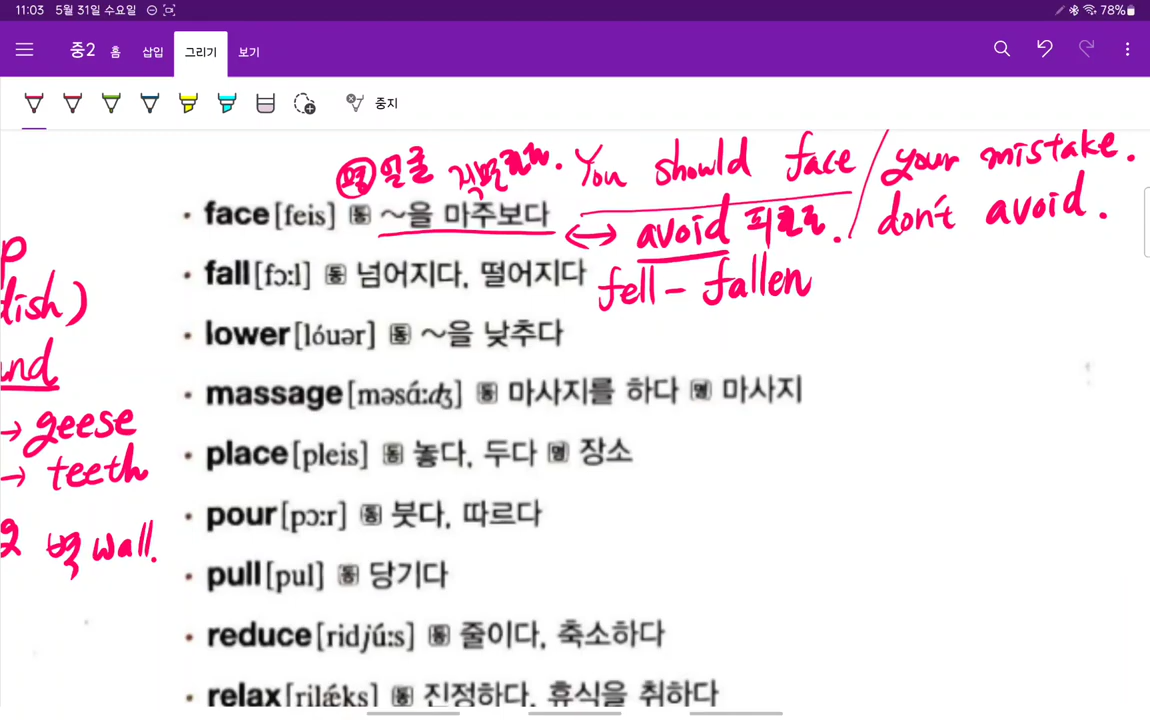 11:03 5월 31일 수요일 78%
중2 홈 삽입 그리기 보기
중지
명 얼굴 직면하다. You should face / your mistake.
face[feis] 동 ～을 마주보다 ↔ avoid 피하다. / don't avoid.
fall[fɔːl] 동 넘어지다, 떨어지다 fell - fallen
lower[lóuər] 동 ～을 낮추다
massage[məsáːdʒ] 동 마사지를 하다 명 마사지
place[pleis] 동 놓다, 두다 명 장소
pour[pɔːr] 동 붓다, 따르다
pull[pul] 동 당기다
reduce[ridjúːs] 동 줄이다, 축소하다
relax[rilǽks] 동 진정하다, 휴식을 취하다
p
dish)
and
→ geese
→ teeth
벽 wall.